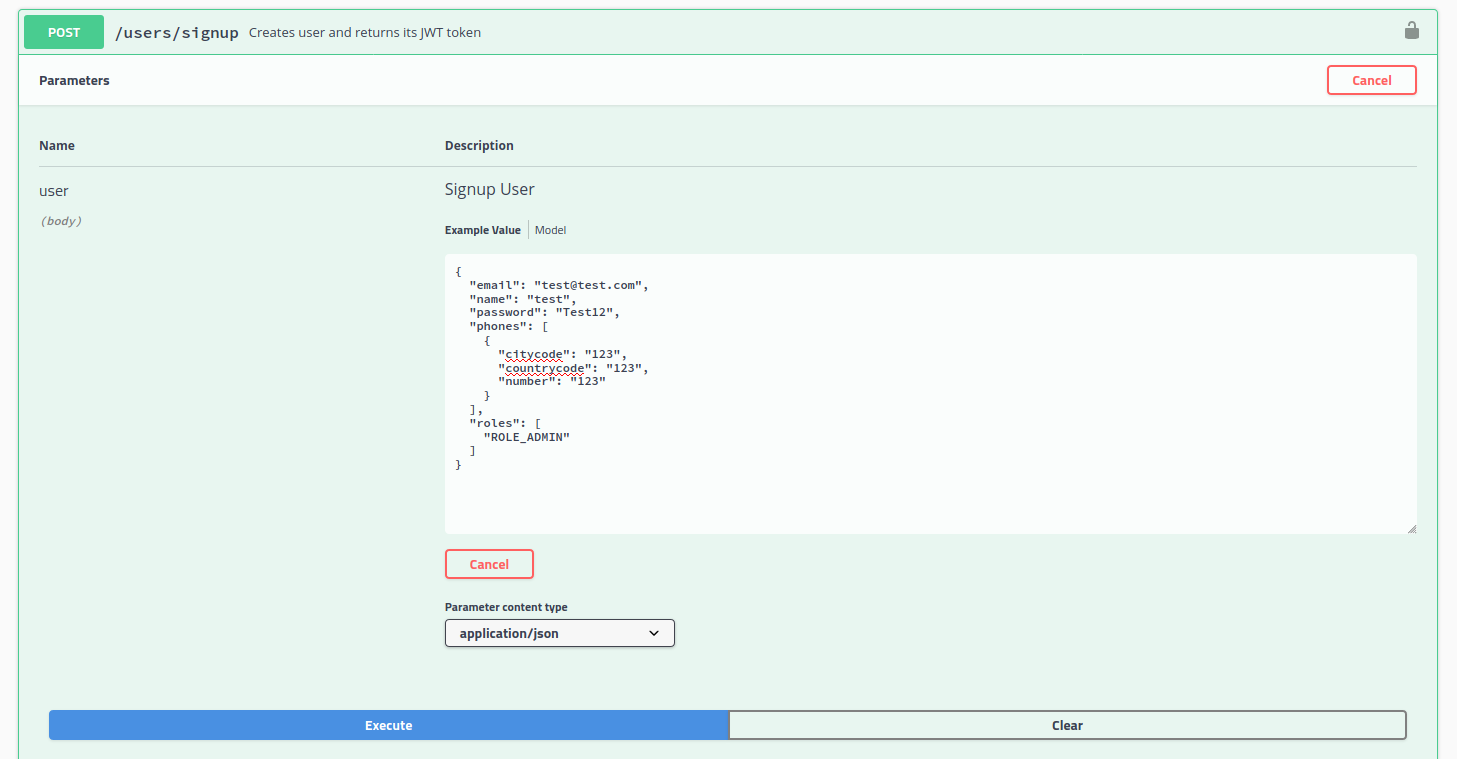 POST /users/signup Creates user and returns its JWT token
Parameters
Cancel
Name Description
user
(body)
Signup User
Example Value Model
{
  "email": "test@test.com",
  "name": "test",
  "password": "Test12",
  "phones": [
    {
      "citycode": "123",
      "countrycode": "123",
      "number": "123"
    }
  ],
  "roles": [
    "ROLE_ADMIN"
  ]
}
Cancel
Parameter content type
application/json
Execute Clear